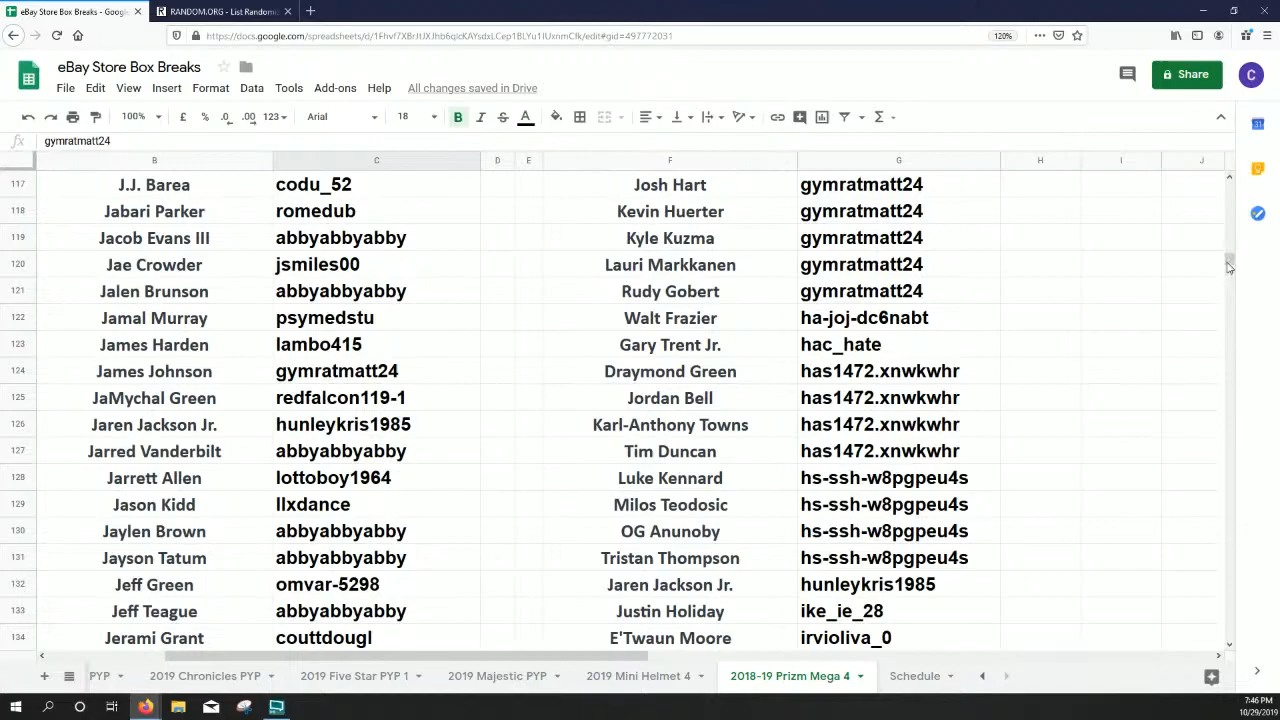 eBay Store Box Breaks - Google
RANDOM.ORG - List Randomiz
120%
eBay Store Box Breaks
File Edit View Insert Format Data Tools Add-ons Help All changes saved in Drive
Share
C
100% £ % .0 .00 123 Arial 18 B I S A
fx gymratmatt24
B C D E F G H I J
117 J.J. Barea codu_52 Josh Hart gymratmatt24
118 Jabari Parker romedub Kevin Huerter gymratmatt24
119 Jacob Evans III abbyabbyabby Kyle Kuzma gymratmatt24
120 Jae Crowder jsmiles00 Lauri Markkanen gymratmatt24
121 Jalen Brunson abbyabbyabby Rudy Gobert gymratmatt24
122 Jamal Murray psymedstu Walt Frazier ha-joj-dc6nabt
123 James Harden lambo415 Gary Trent Jr. hac_hate
124 James Johnson gymratmatt24 Draymond Green has1472.xnwkwhr
125 JaMychal Green redfalcon119-1 Jordan Bell has1472.xnwkwhr
126 Jaren Jackson Jr. hunleykris1985 Karl-Anthony Towns has1472.xnwkwhr
127 Jarred Vanderbilt abbyabbyabby Tim Duncan has1472.xnwkwhr
128 Jarrett Allen lottoboy1964 Luke Kennard hs-ssh-w8pgpeu4s
129 Jason Kidd llxdance Milos Teodosic hs-ssh-w8pgpeu4s
130 Jaylen Brown abbyabbyabby OG Anunoby hs-ssh-w8pgpeu4s
131 Jayson Tatum abbyabbyabby Tristan Thompson hs-ssh-w8pgpeu4s
132 Jeff Green omvar-5298 Jaren Jackson Jr. hunleykris1985
133 Jeff Teague abbyabbyabby Justin Holiday ike_ie_28
134 Jerami Grant couttdougl E'Twaun Moore irvioliva_0
PYP 2019 Chronicles PYP 2019 Five Star PYP 1 2019 Majestic PYP 2019 Mini Helmet 4 2018-19 Prizm Mega 4 Schedule
7:46 PM
10/29/2019